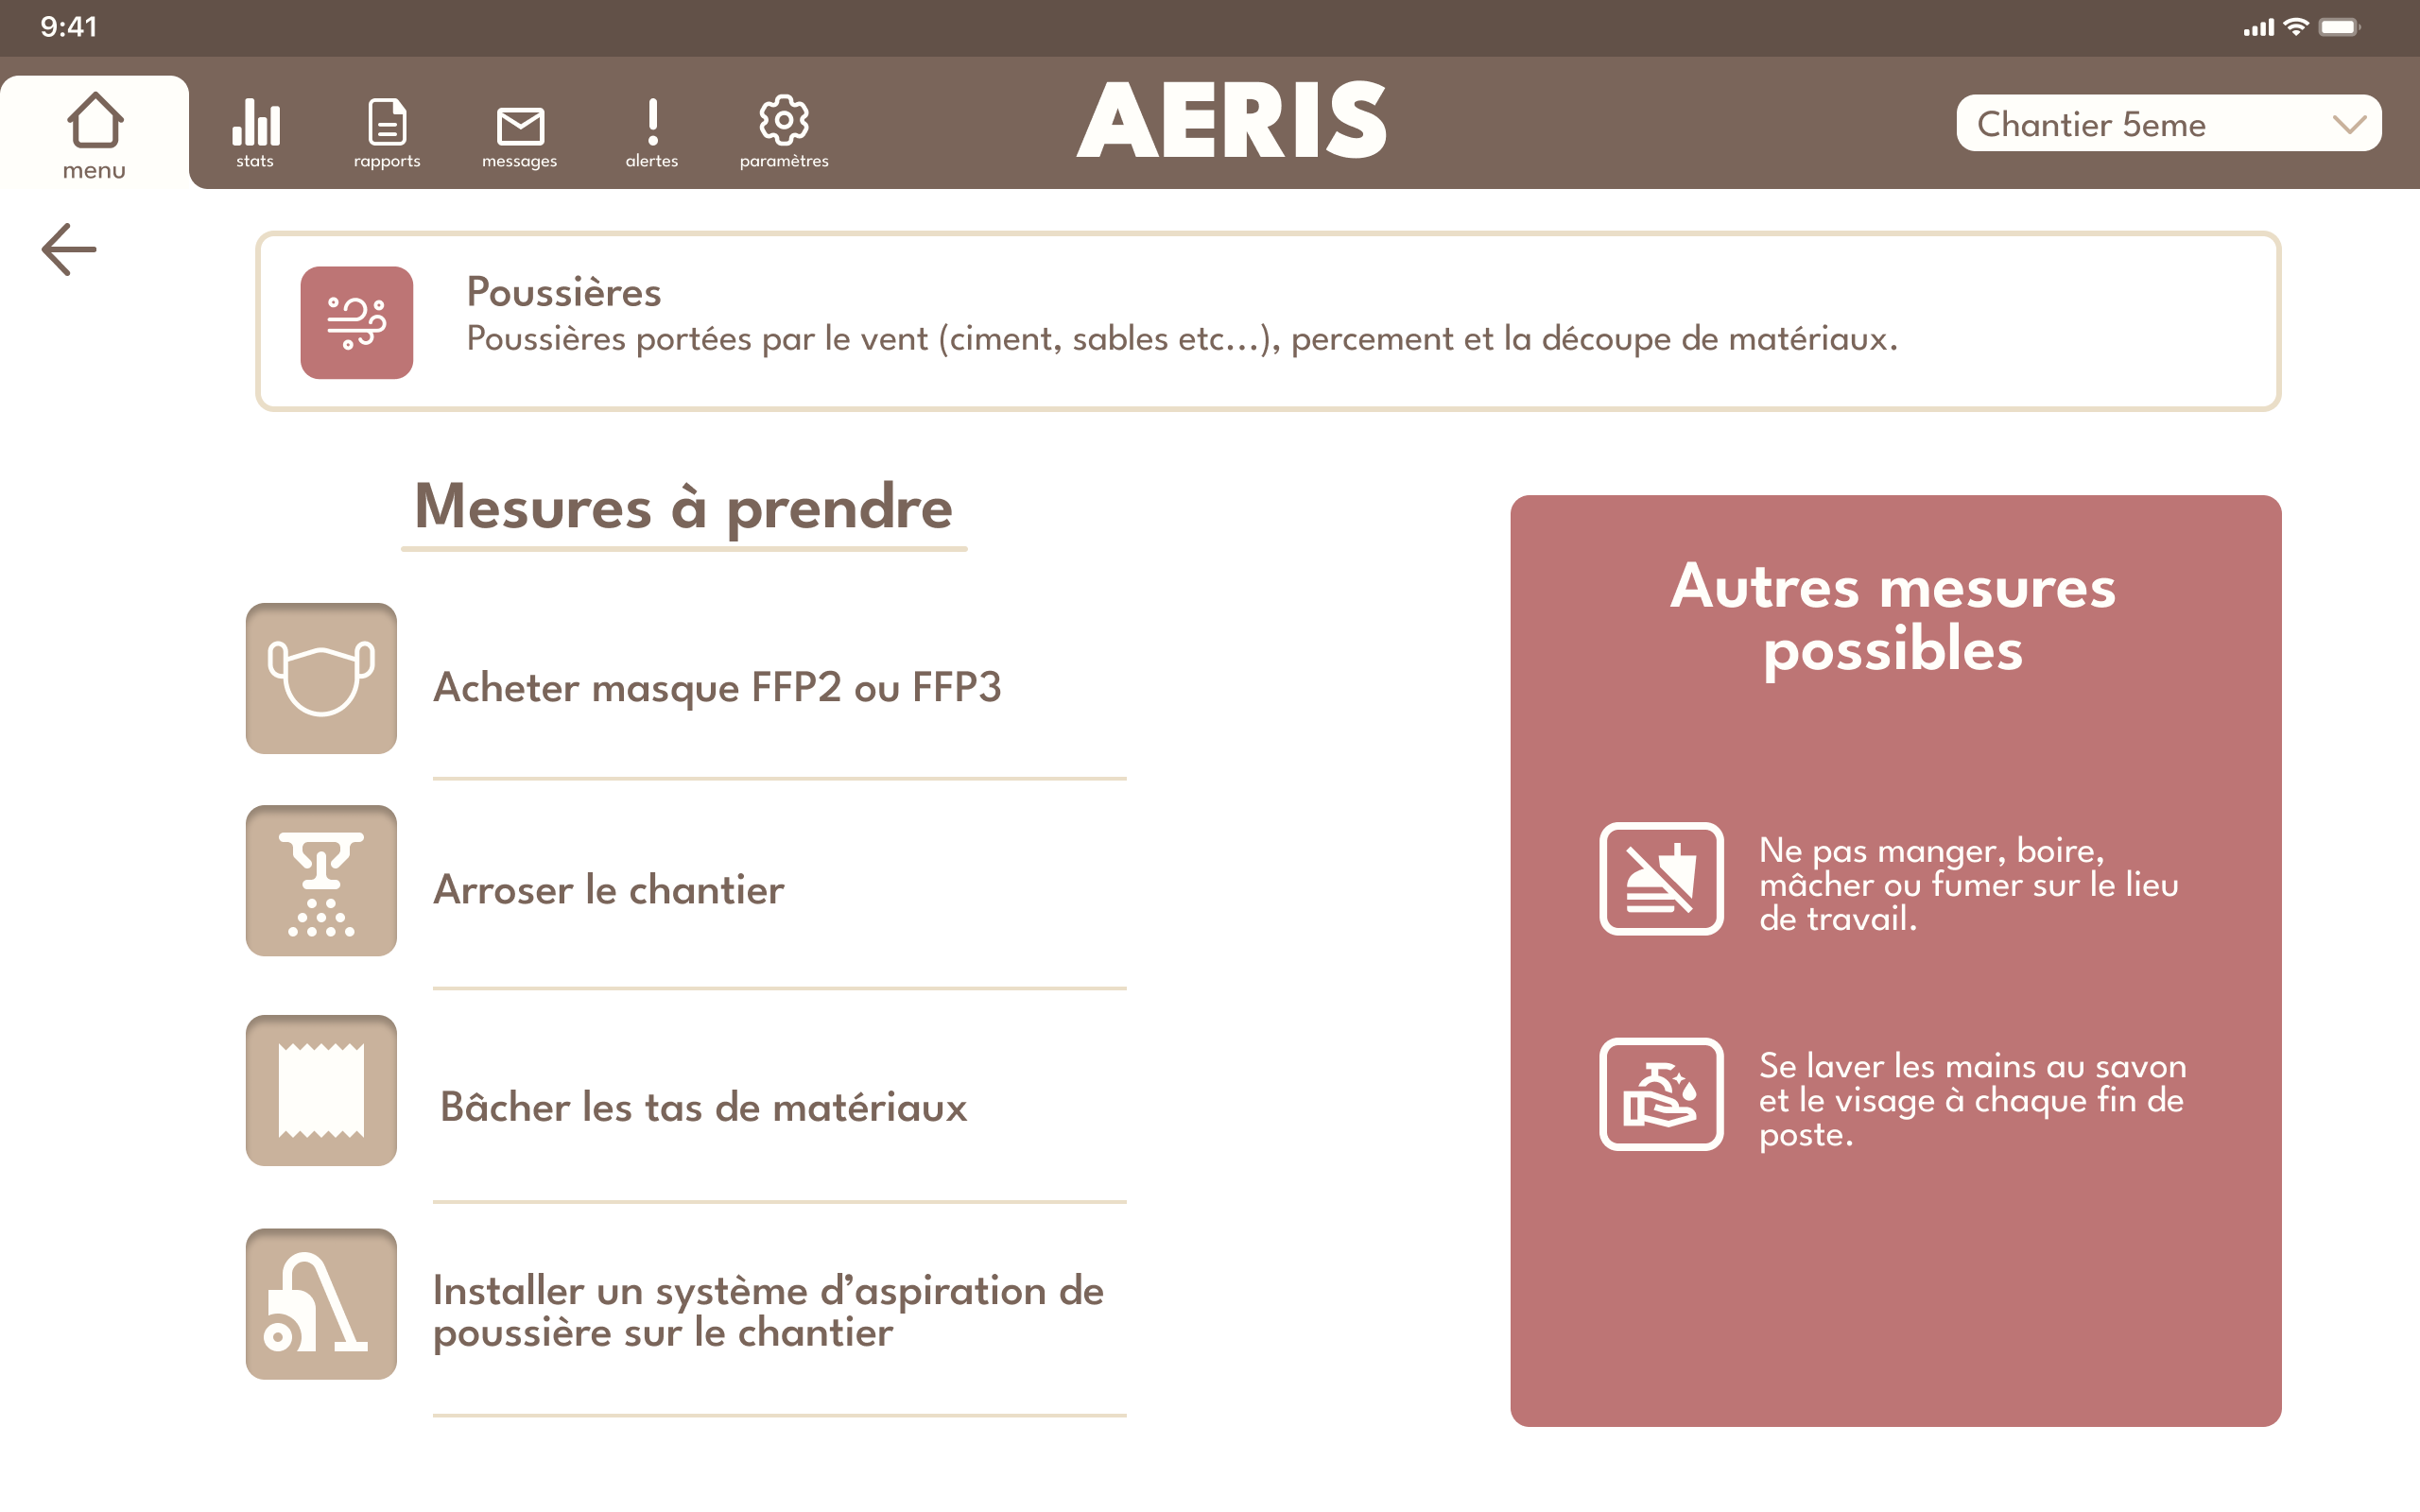 9:41
menu
stats
rapports
messages
alertes
paramètres
AERIS
Chantier 5eme
Poussières
Poussières portées par le vent (ciment, sables etc...), percement et la découpe de matériaux.
Mesures à prendre
Acheter masque FFP2 ou FFP3
Arroser le chantier
Bâcher les tas de matériaux
Installer un système d’aspiration de
poussière sur le chantier
Autres mesures
possibles
Ne pas manger, boire,
mâcher ou fumer sur le lieu
de travail.
Se laver les mains au savon
et le visage à chaque fin de
poste.